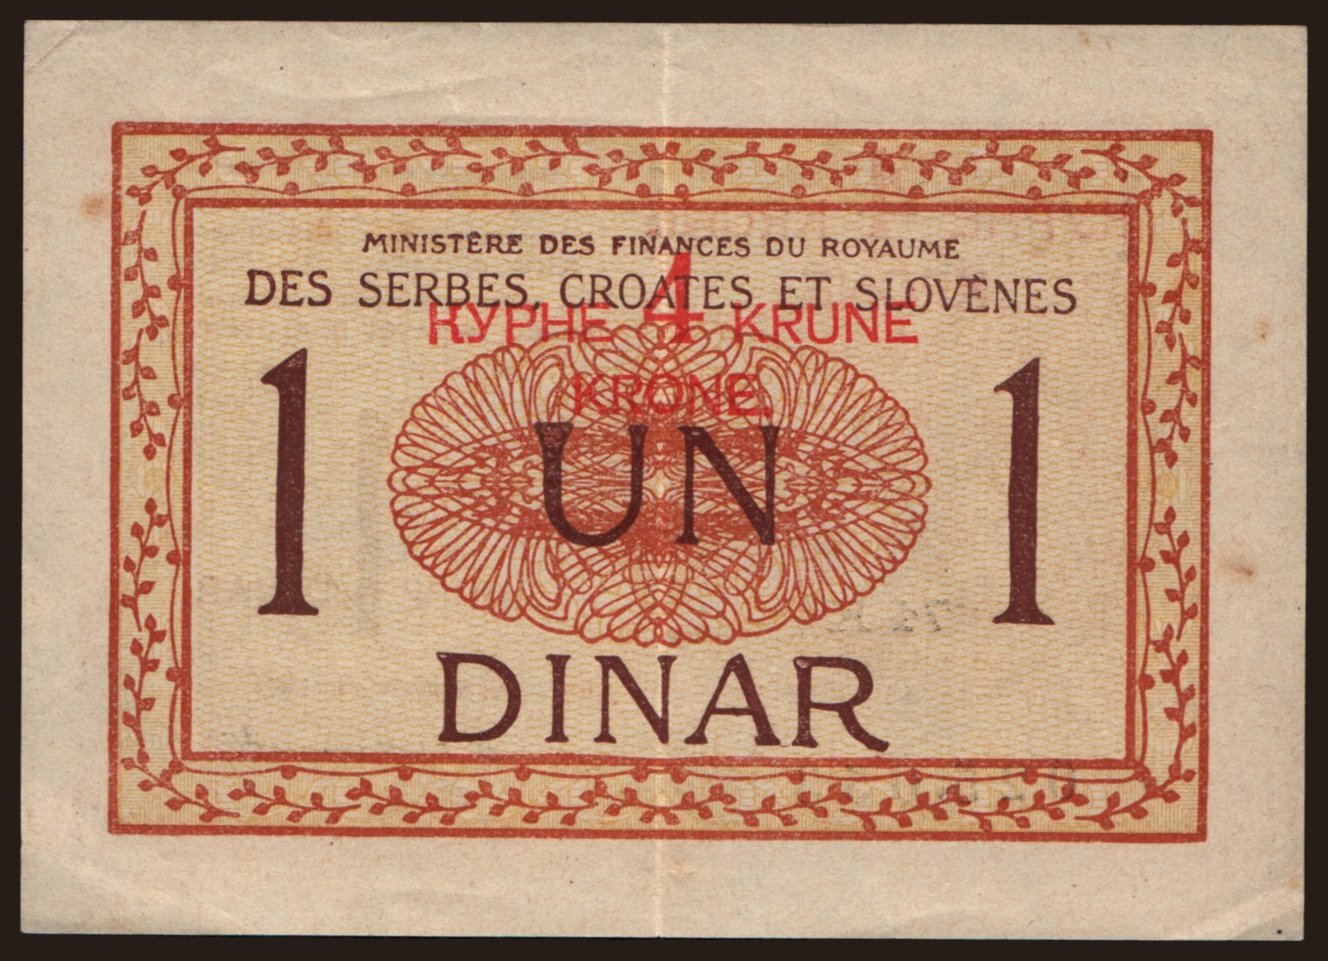 MINISTÈRE DES FINANCES DU ROYAUME
DES SERBES, CROATES ET SLOVÈNES
КРУНЕ 4 KRUNE
KRONE
1 UN 1
DINAR